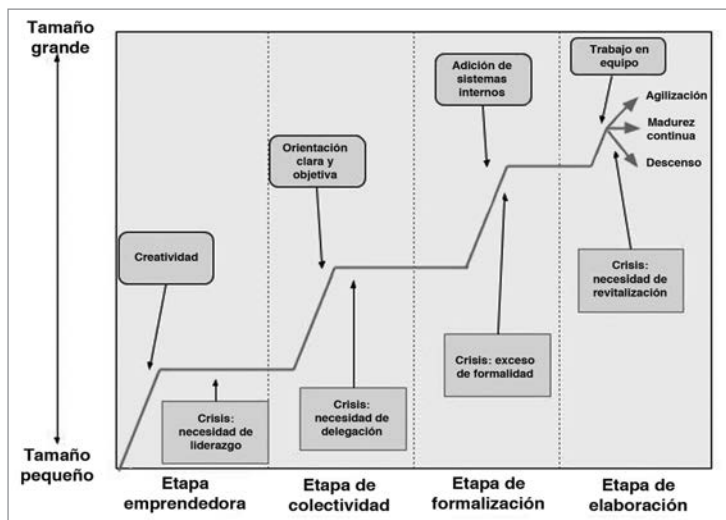 Tamaño
grande
Trabajo en
equipo
Adición de
sistemas
internos
Agilización
Madurez
continua
Descenso
Orientación
clara y
objetiva
Creatividad
Crisis:
necesidad de
revitalización
Crisis: exceso
de formalidad
Crisis:
necesidad de
delegación
Crisis:
necesidad de
liderazgo
Tamaño
pequeño
Etapa
emprendedora
Etapa de
colectividad
Etapa de
formalización
Etapa de
elaboración